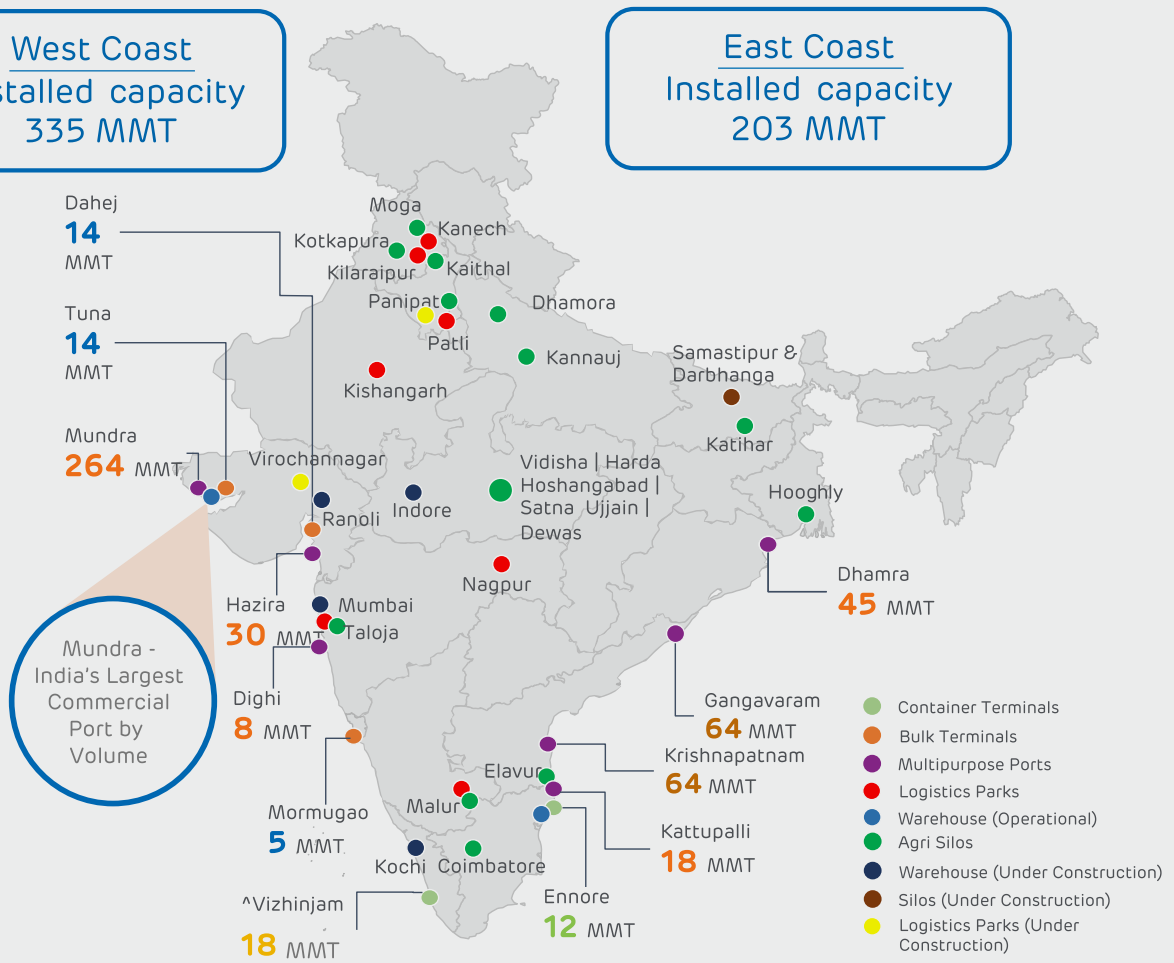 West Coast
stalled capacity
335 MMT
East Coast
Installed capacity
203 MMT
Dahej
14
MMT
Tuna
14
MMT
Mundra
264 MMT
Moga
Kanech
Kotkapura
Kilaraipur
Kaithal
Panipat
Patli
Dhamora
Kannauj
Kishangarh
Samastipur &
Darbhanga
Katihar
Virochannagar
Ranoli
Indore
Vidisha | Harda
Hoshangabad |
Satna Ujjain |
Dewas
Hooghly
Nagpur
Dhamra
45 MMT
Hazira
30 MMT
Mumbai
Taloja
Mundra -
India's Largest
Commercial
Port by
Volume
Dighi
8 MMT
Gangavaram
64 MMT
Krishnapatnam
64 MMT
Elavur
Malur
Mormugao
5 MMT
Kattupalli
18 MMT
Kochi
Coimbatore
^Vizhinjam
18 MMT
Ennore
12 MMT
Container Terminals
Bulk Terminals
Multipurpose Ports
Logistics Parks
Warehouse (Operational)
Agri Silos
Warehouse (Under Construction)
Silos (Under Construction)
Logistics Parks (Under
Construction)